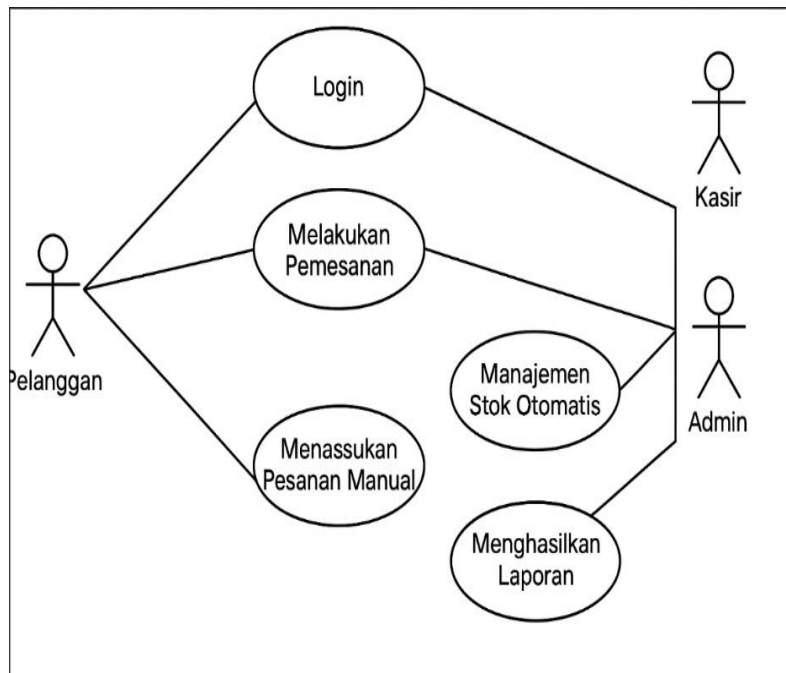 Login
Kasir
Melakukan
Pemesanan
Pelanggan
Manajemen
Stok Otomatis
Admin
Menassukan
Pesanan Manual
Menghasilkan
Laporan